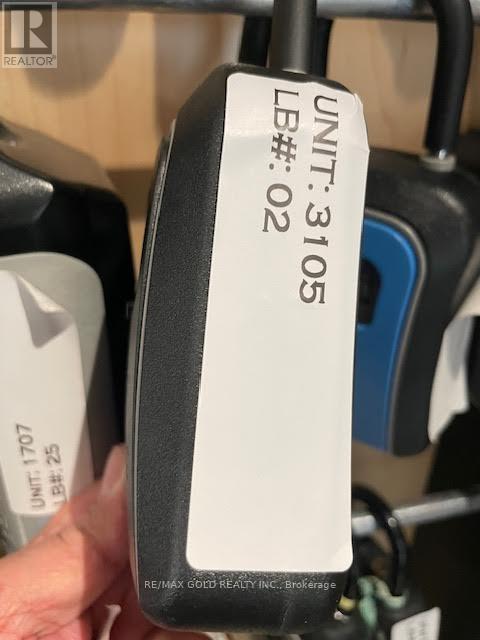 R
REALTOR®
UNIT: 3105
LB#: 02
UNIT: 1707
LB#: 25
RE/MAX GOLD REALTY INC., Brokerage